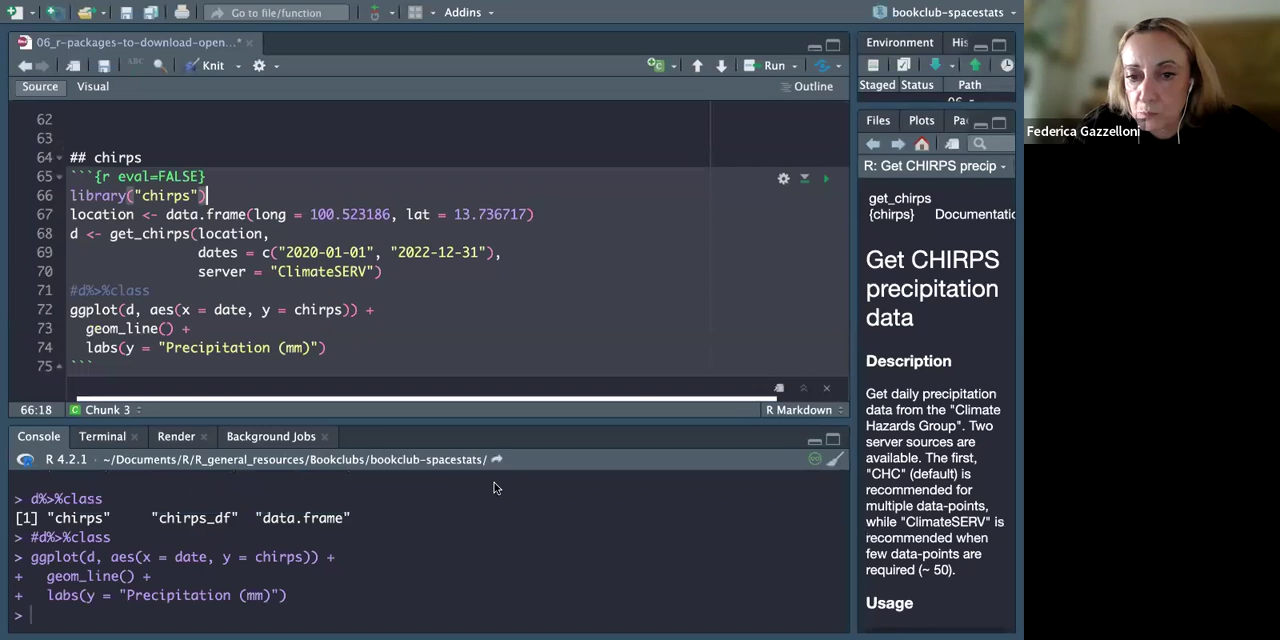 Go to file/function
Addins
bookclub-spacestats
06_r-packages-to-download-open...*
Knit
Run
Source
Visual
Outline
62
63
64 ## chirps
65 ```{r eval=FALSE}
66 library("chirps")
67 location <- data.frame(long = 100.523186, lat = 13.736717)
68 d <- get_chirps(location,
69 dates = c("2020-01-01", "2022-12-31"),
70 server = "ClimateSERV")
71 #d%>%class
72 ggplot(d, aes(x = date, y = chirps)) +
73 geom_line() +
74 labs(y = "Precipitation (mm)")
75 ```
66:18
Chunk 3
R Markdown
Console
Terminal
Render
Background Jobs
R 4.2.1 · ~/Documents/R/R_general_resources/Bookclubs/bookclub-spacestats/
> d%>%class
[1] "chirps" "chirps_df" "data.frame"
> #d%>%class
> ggplot(d, aes(x = date, y = chirps)) +
+ geom_line() +
+ labs(y = "Precipitation (mm)")
>
Environment
His
Staged Status Path
Files
Plots
Pa
R: Get CHIRPS precip
get_chirps
{chirps} Documentatio
Get CHIRPS
precipitation
data
Description
Get daily precipitation
data from the "Climate
Hazards Group". Two
server sources are
available. The first,
"CHC" (default) is
recommended for
multiple data-points,
while "ClimateSERV" is
recommended when
few data-points are
required (~ 50).
Usage
Federica Gazzelloni